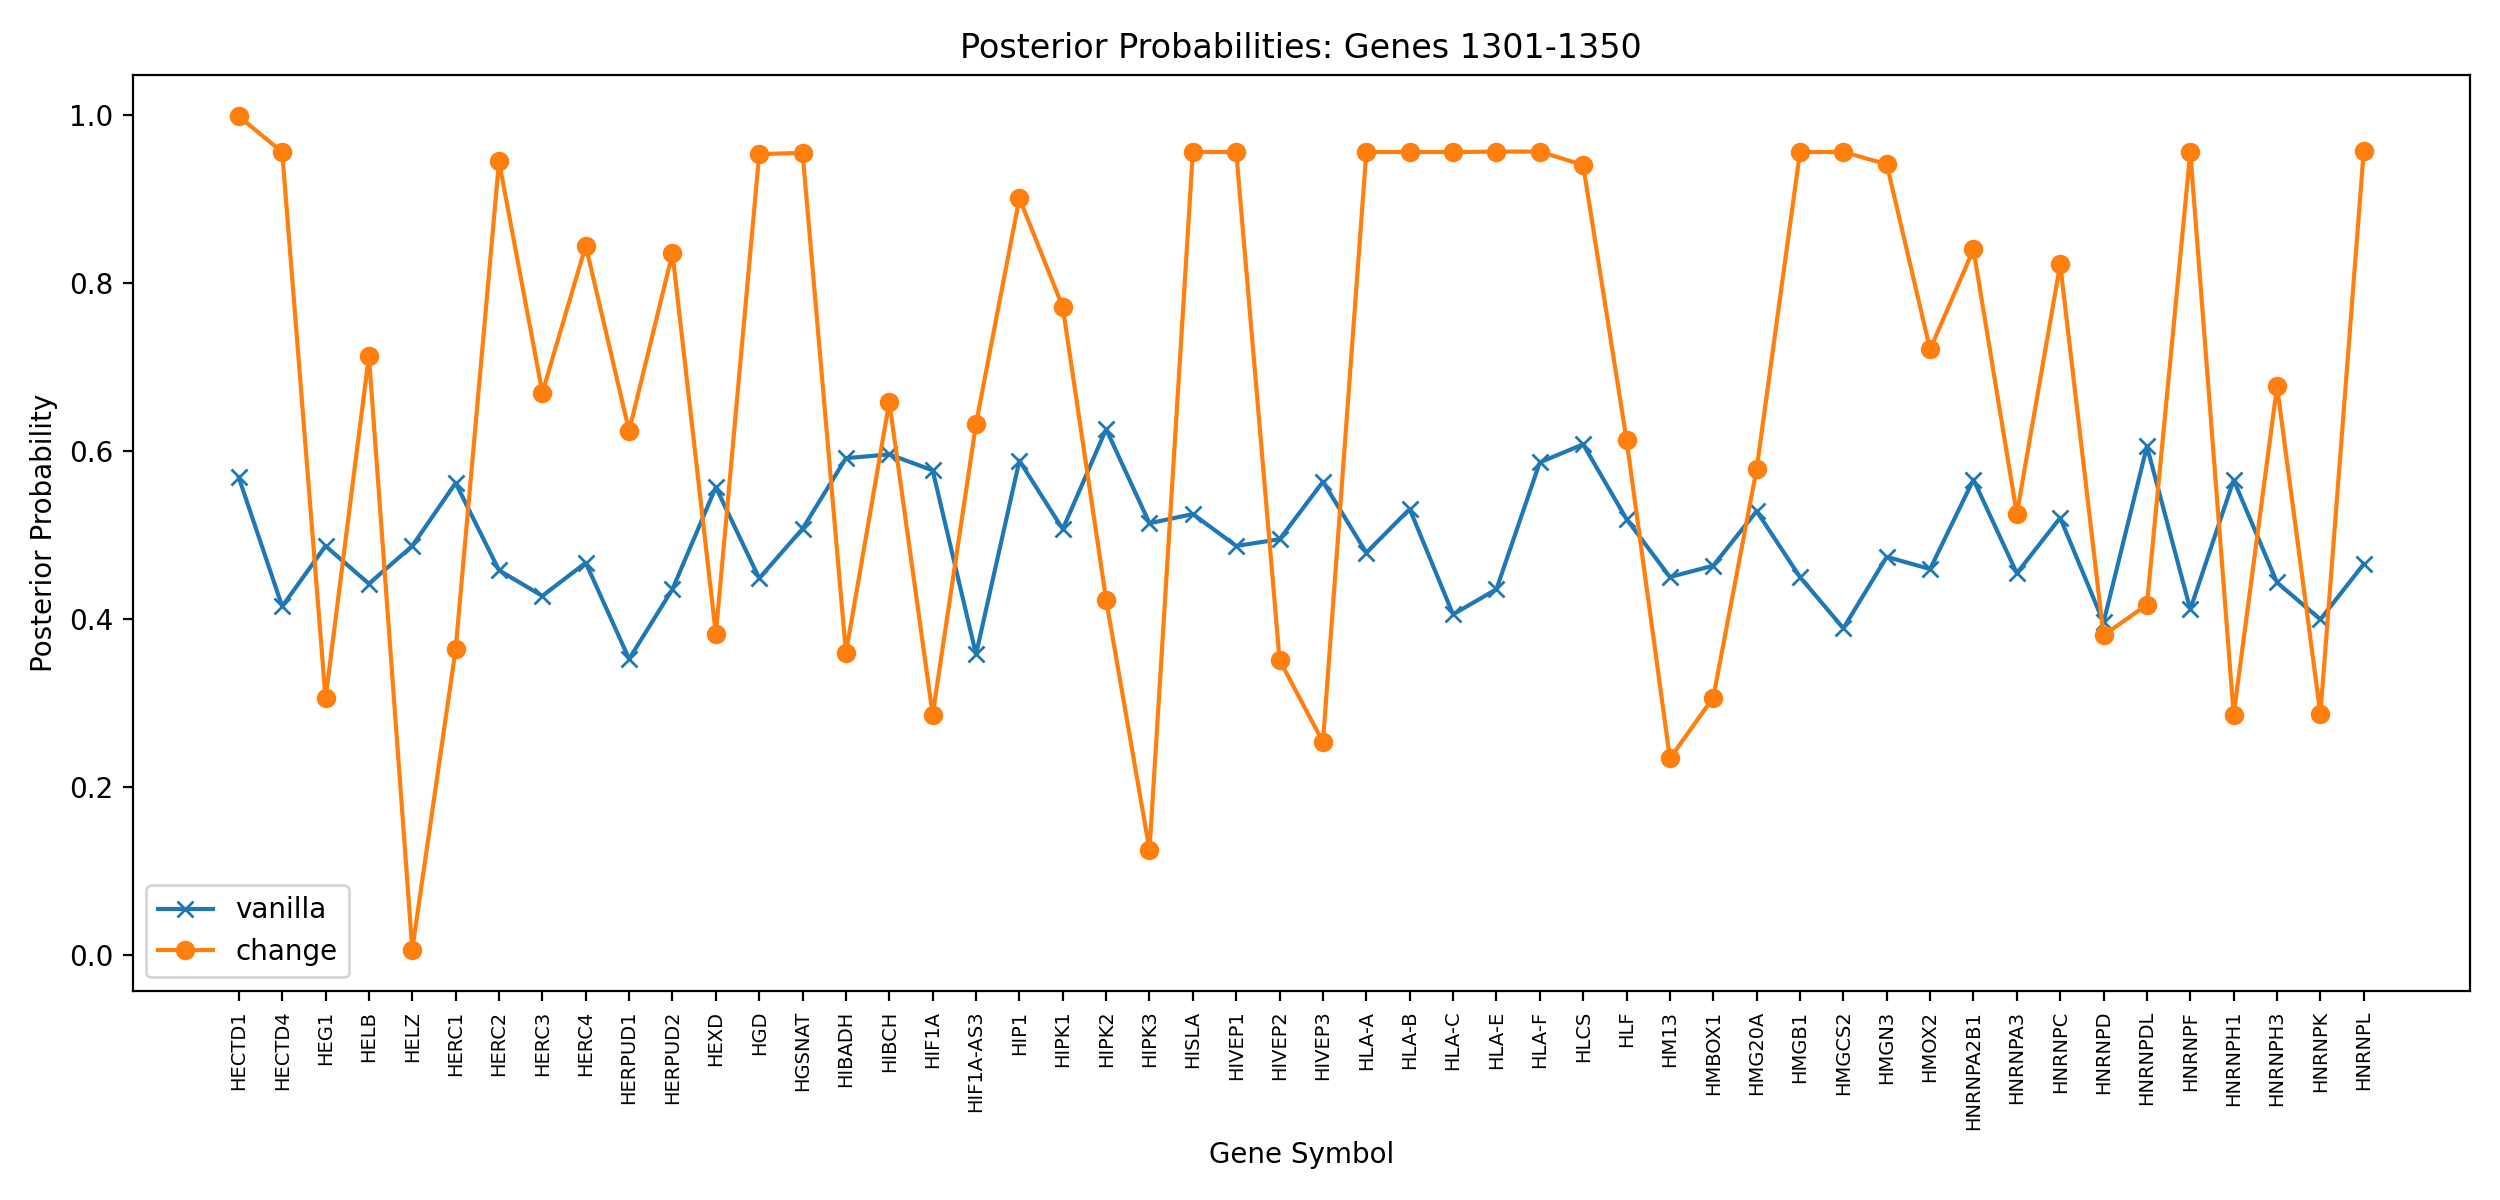 Posterior Probabilities: Genes 1301-1350
Posterior Probability
1.0
0.8
0.6
0.4
0.2
0.0
vanilla
change
HECTD1
HECTD4
HEG1
HELB
HELZ
HERC1
HERC2
HERC3
HERC4
HERPUD1
HERPUD2
HEXD
HGD
HGSNAT
HIBADH
HIBCH
HIF1A
HIF1A-AS3
HIP1
HIPK1
HIPK2
HIPK3
HISLA
HIVEP1
HIVEP2
HIVEP3
HLA-A
HLA-B
HLA-C
HLA-E
HLA-F
HLCS
HLF
HM13
HMBOX1
HMG20A
HMGB1
HMGCS2
HMGN3
HMOX2
HNRNPA2B1
HNRNPA3
HNRNPC
HNRNPD
HNRNPDL
HNRNPF
HNRNPH1
HNRNPH3
HNRNPK
HNRNPL
Gene Symbol